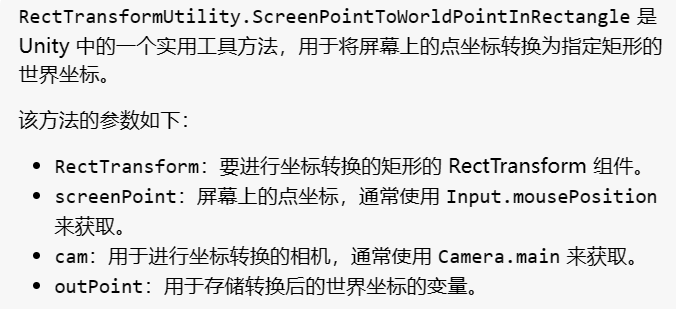 RectTransformUtility.ScreenPointToWorldPointInRectangle 是
Unity 中的一个实用工具方法，用于将屏幕上的点坐标转换为指定矩形的
世界坐标。
该方法的参数如下：
• RectTransform：要进行坐标转换的矩形的 RectTransform 组件。
• screenPoint：屏幕上的点坐标，通常使用 Input.mousePosition
来获取。
• cam：用于进行坐标转换的相机，通常使用 Camera.main 来获取。
• outPoint：用于存储转换后的世界坐标的变量。